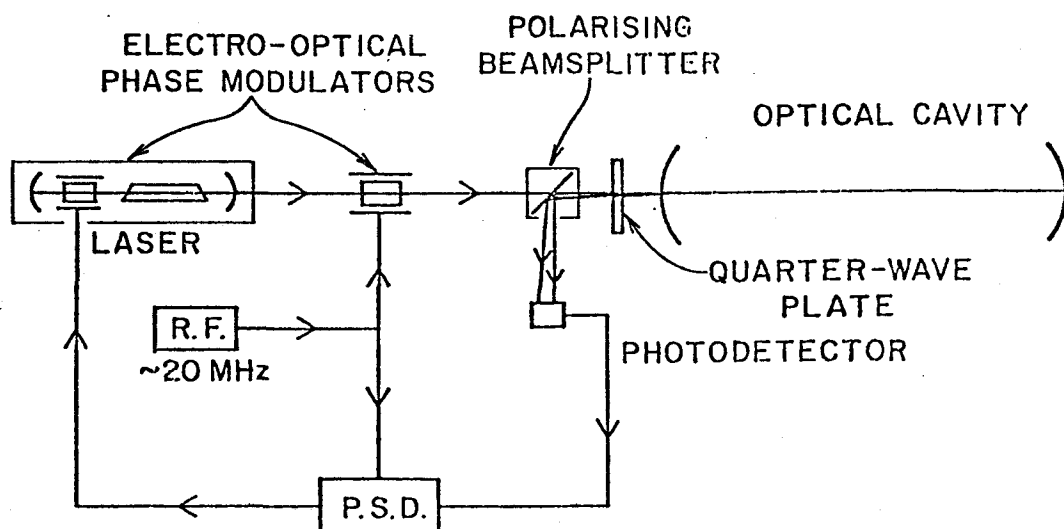 ELECTRO-OPTICAL
PHASE MODULATORS
POLARISING
BEAMSPLITTER
OPTICAL CAVITY
LASER
R.F.
~20 MHz
QUARTER-WAVE
PLATE
PHOTODETECTOR
P.S.D.